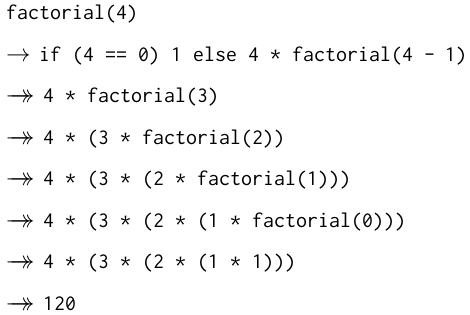 factorial(4)
→ if (4 == 0) 1 else 4 * factorial(4 - 1)
↠ 4 * factorial(3)
↠ 4 * (3 * factorial(2))
↠ 4 * (3 * (2 * factorial(1)))
↠ 4 * (3 * (2 * (1 * factorial(0)))
↠ 4 * (3 * (2 * (1 * 1)))
↠ 120